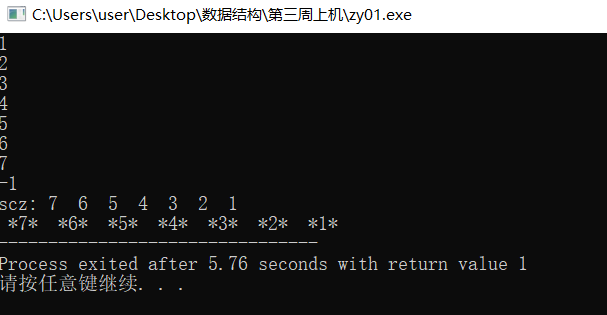 C:\Users\user\Desktop\数据结构\第三周上机\zy01.exe
1
2
3
4
5
6
7
-1
scz: 7  6  5  4  3  2  1
 *7*  *6*  *5*  *4*  *3*  *2*  *1*
--------------------------------
Process exited after 5.76 seconds with return value 1
请按任意键继续. . .